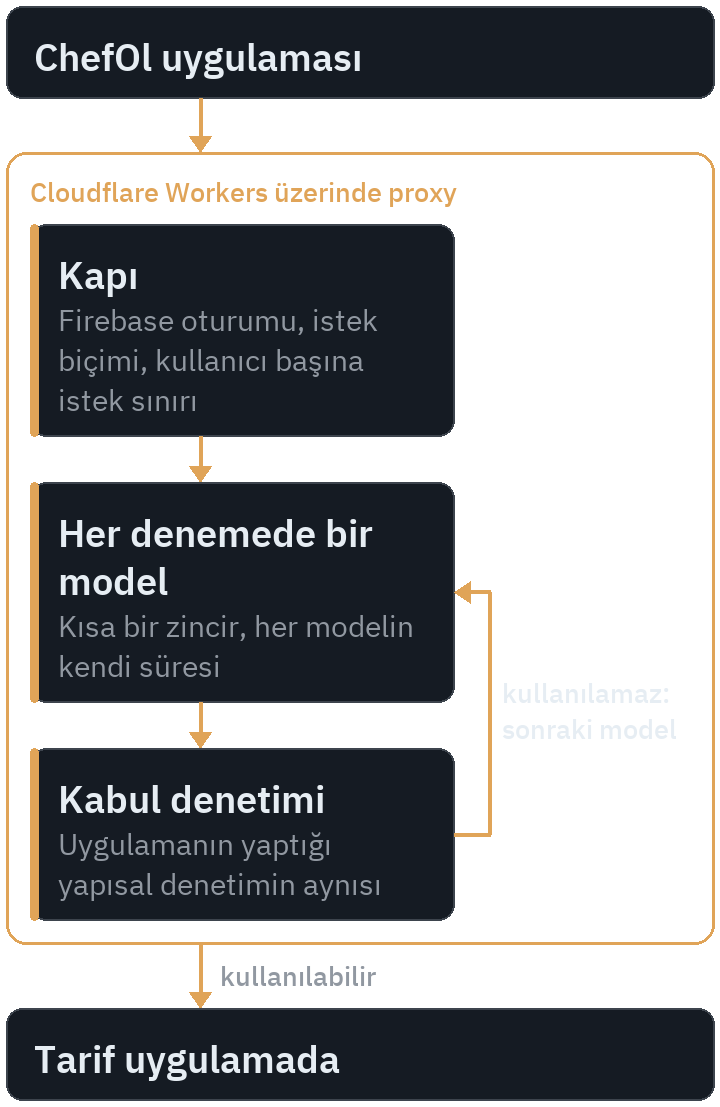 ChefOl uygulaması
Cloudflare Workers üzerinde proxy
Kapı
Firebase oturumu, istek
biçimi, kullanıcı başına
istek sınırı
Her denemede bir
model
Kısa bir zincir, her modelin
kendi süresi
kullanılamaz:
sonraki model
Kabul denetimi
Uygulamanın yaptığı
yapısal denetimin aynısı
kullanılabilir
Tarif uygulamada